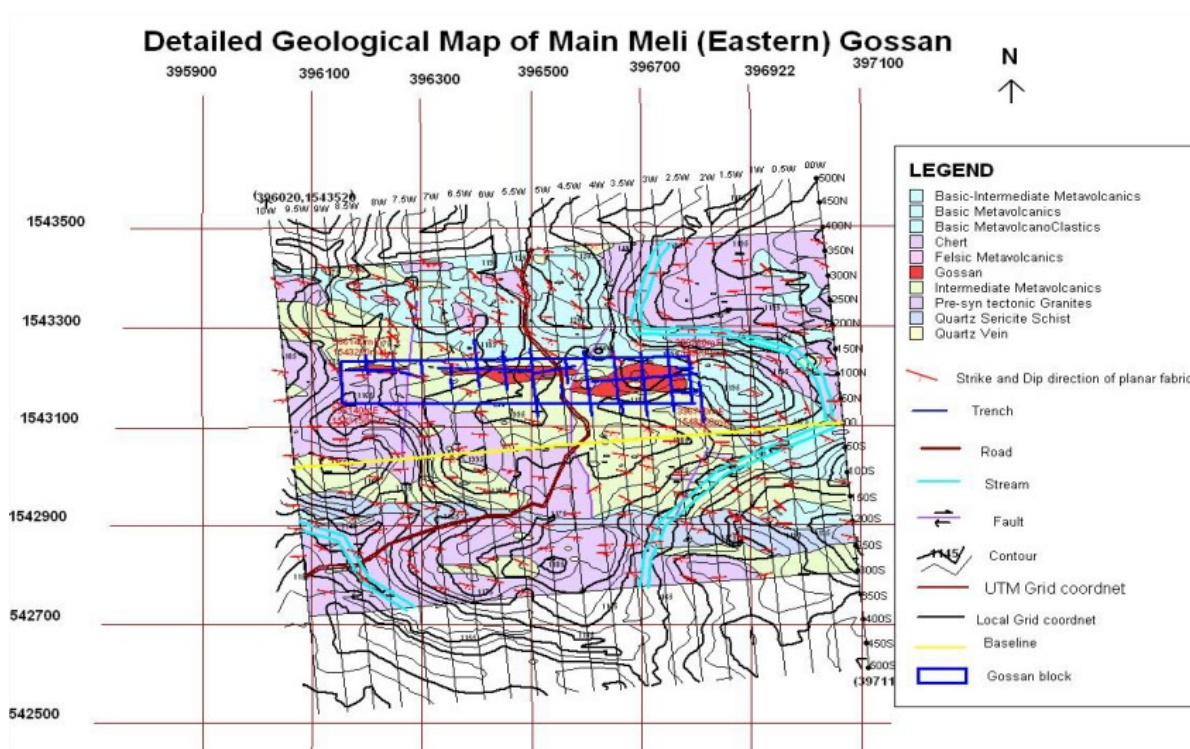 Detailed Geological Map of Main Meli (Eastern) Gossan
395900
396100
396300
396500
396700
396922
397100
N
(396020,1543520)
10W 9.5W 9W 8.5W 8W 7.5W 7W 6.5W 6W 5.5W 5W 4.5W 4W 3.5W 3W 2.5W 2W 1.5W 1W 0.5W 00W
500N
450N
400N
350N
300N
250N
200N
150N
100N
50N
00
50S
100S
150S
200S
300S
350S
400S
450S
500S
(39711
1543500
1543300
1543100
1542900
542700
542500
LEGEND
Basic-Intermediate Metavolcanics
Basic Metavolcanics
Basic MetavolcanoClastics
Chert
Felsic Metavolcanics
Gossan
Intermediate Metavolcanics
Pre-syn tectonic Granites
Quartz Sericite Schist
Quartz Vein
Strike and Dip direction of planar fabric
Trench
Road
Stream
Fault
1145
Contour
UTM Grid coordnet
Local Grid coordnet
Baseline
Gossan block